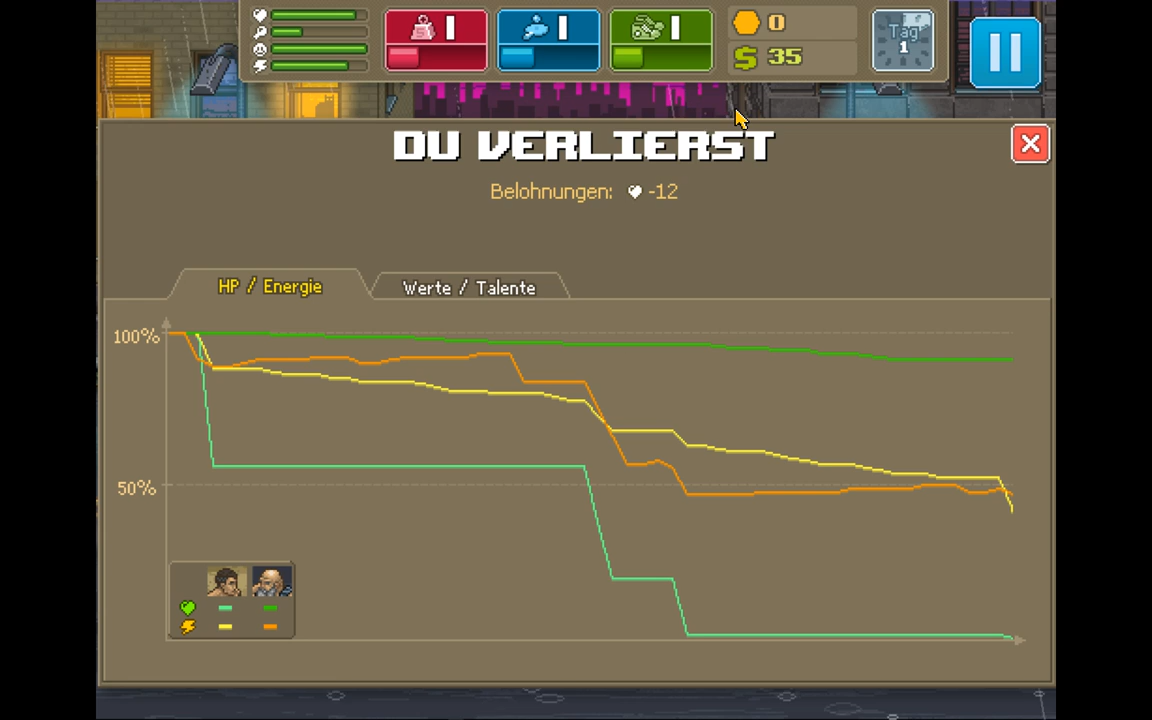 0
Tag
1
$ 35
DU VERLIERST
Belohnungen: -12
HP / Energie
Werte / Talente
100%
50%